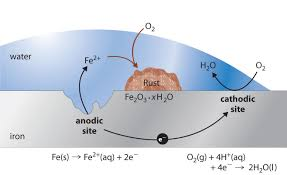 O₂
water
Fe²⁺
H₂O
O₂
Rust
Fe₂O₃ · xH₂O
anodic
site
cathodic
site
iron
e⁻
Fe(s) → Fe²⁺(aq) + 2e⁻
O₂(g) + 4H⁺(aq)
+ 4e⁻ → 2H₂O(l)